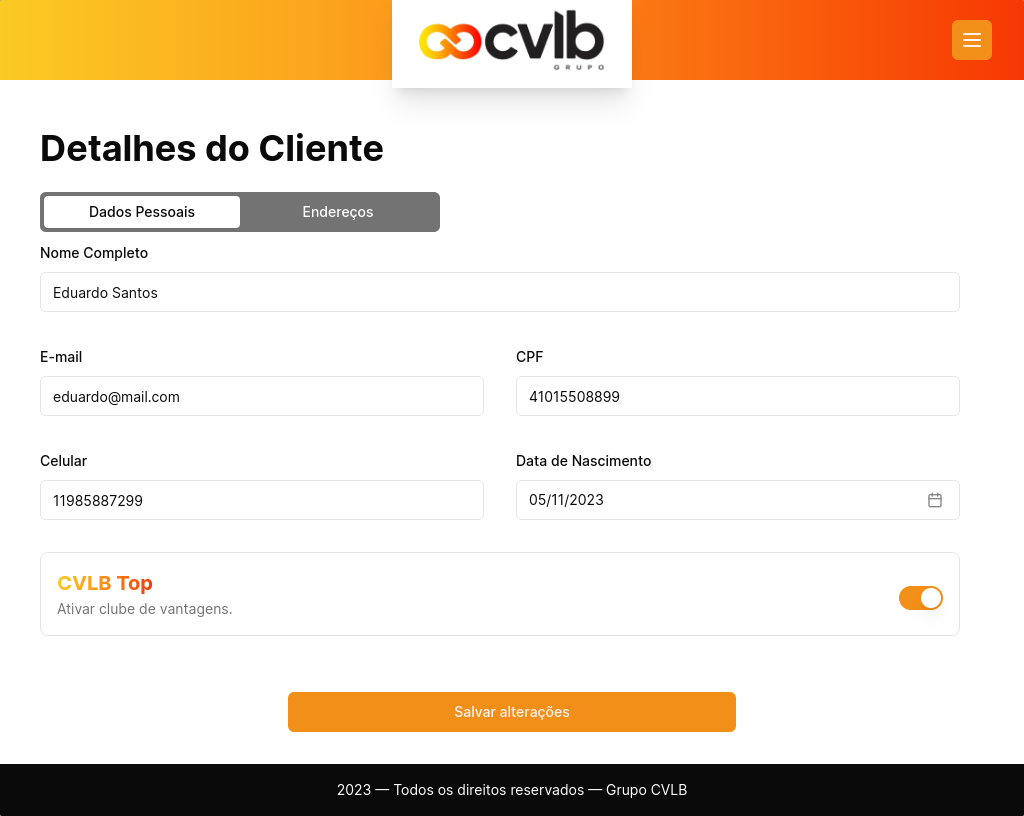 cvlb
GRUPO
Detalhes do Cliente
Dados Pessoais
Endereços
Nome Completo
Eduardo Santos
E-mail
CPF
eduardo@mail.com
41015508899
Celular
Data de Nascimento
11985887299
05/11/2023
CVLB Top
Ativar clube de vantagens.
Salvar alterações
2023 — Todos os direitos reservados — Grupo CVLB